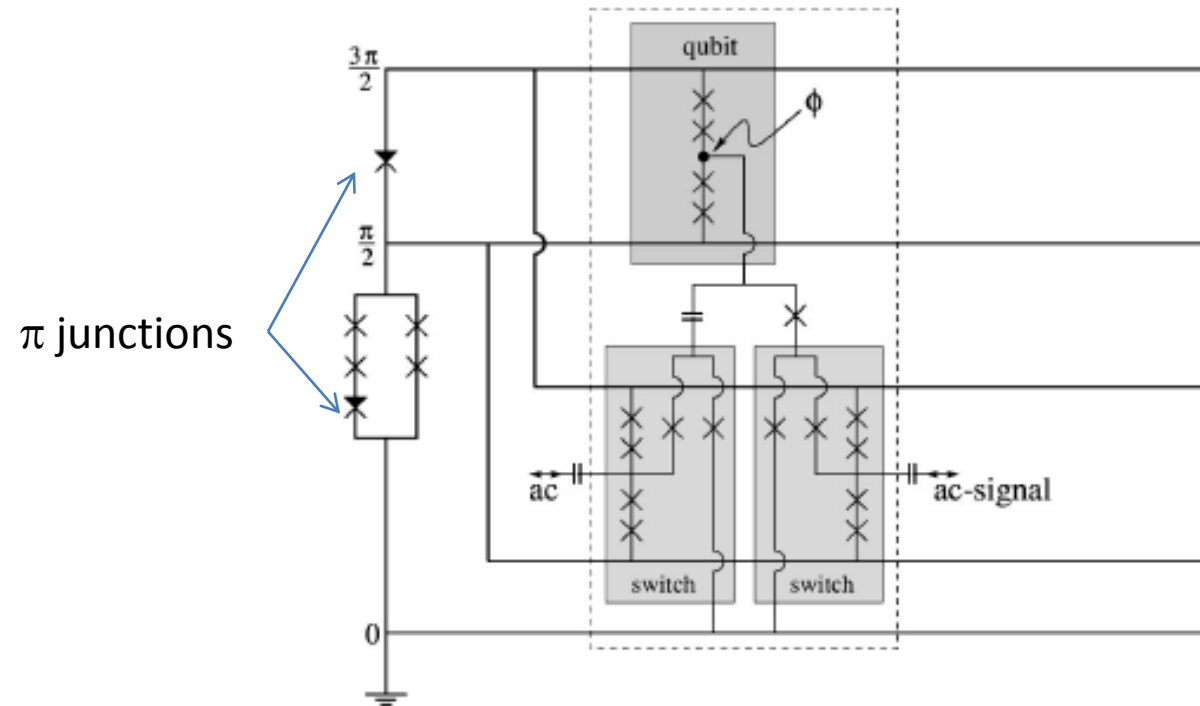 qubit
3π
2
ϕ
π
2
π junctions
ac
ac-signal
switch
switch
0